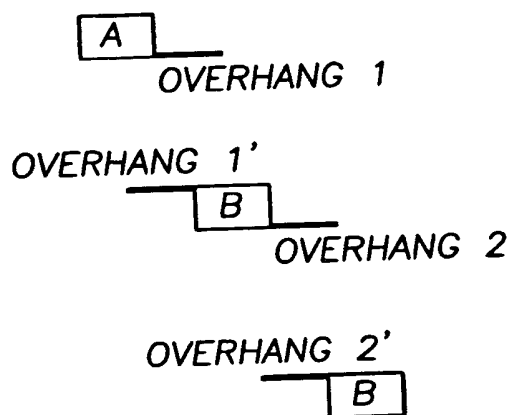 A
OVERHANG 1
OVERHANG 1'
B
OVERHANG 2
OVERHANG 2'
B